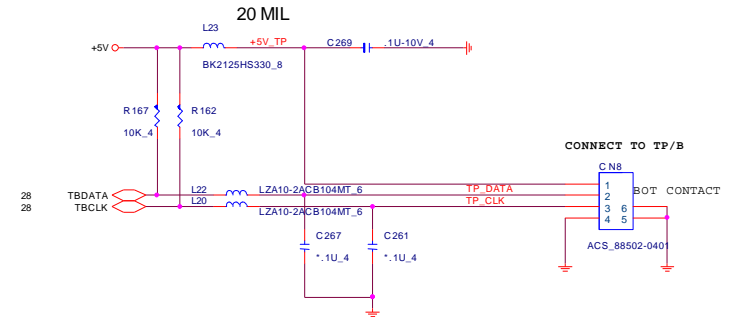 20 MIL
L23
+5V
+5V_TP
C269
.1U-10V_4
BK2125HS330_8
R167
R162
10K_4
10K_4
CONNECT TO TP/B
CN8
28
TBDATA
L22
LZA10-2ACB104MT_6
TP_DATA
1
BOT CONTACT
2
28
TBCLK
L20
LZA10-2ACB104MT_6
TP_CLK
3
6
4
5
C267
C261
*.1U_4
*.1U_4
ACS_88502-0401